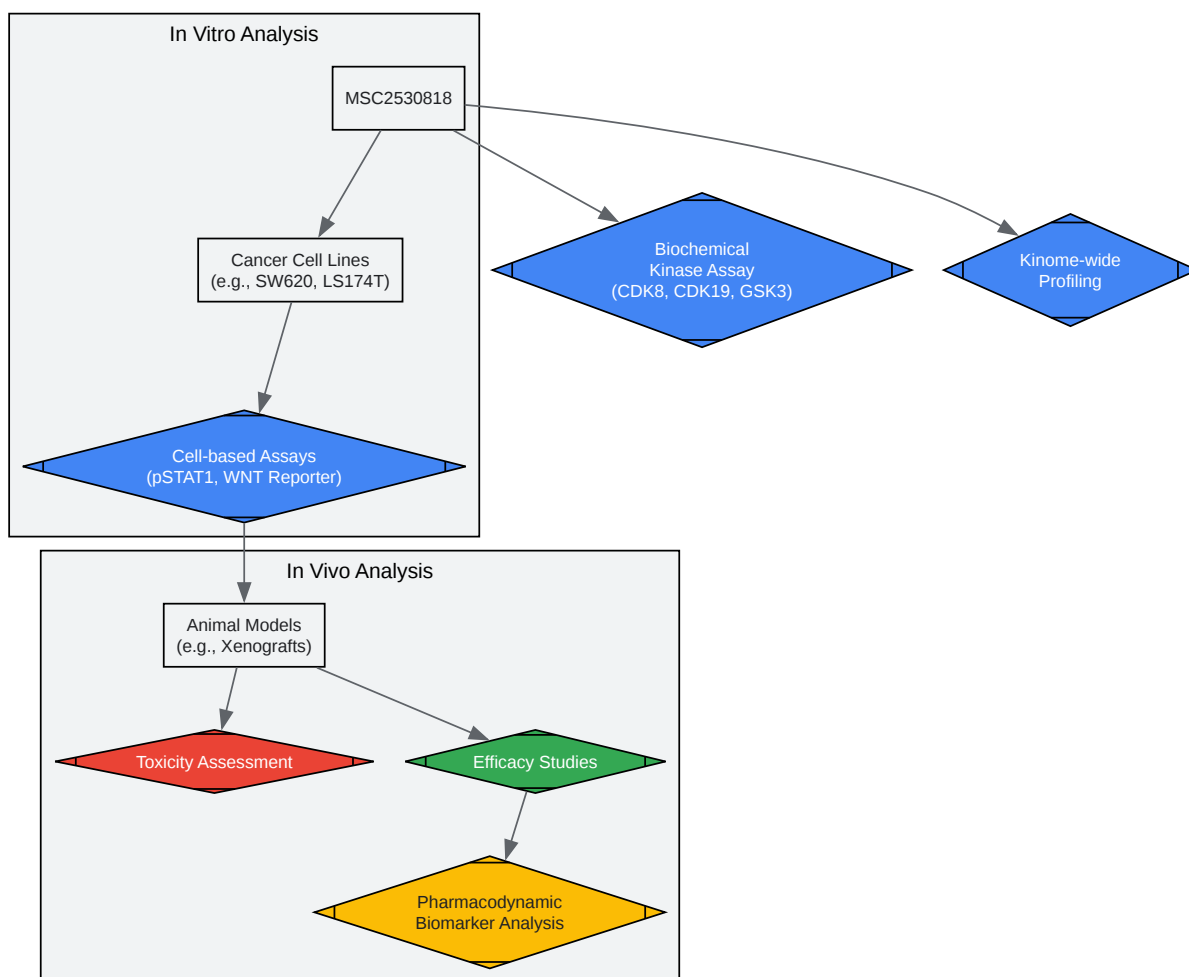 In Vitro Analysis
MSC2530818
Cancer Cell Lines
(e.g., SW620, LS174T)
Biochemical
Kinase Assay
(CDK8, CDK19, GSK3)
Kinome-wide
Profiling
Cell-based Assays
(pSTAT1, WNT Reporter)
In Vivo Analysis
Animal Models
(e.g., Xenografts)
Toxicity Assessment
Efficacy Studies
Pharmacodynamic
Biomarker Analysis